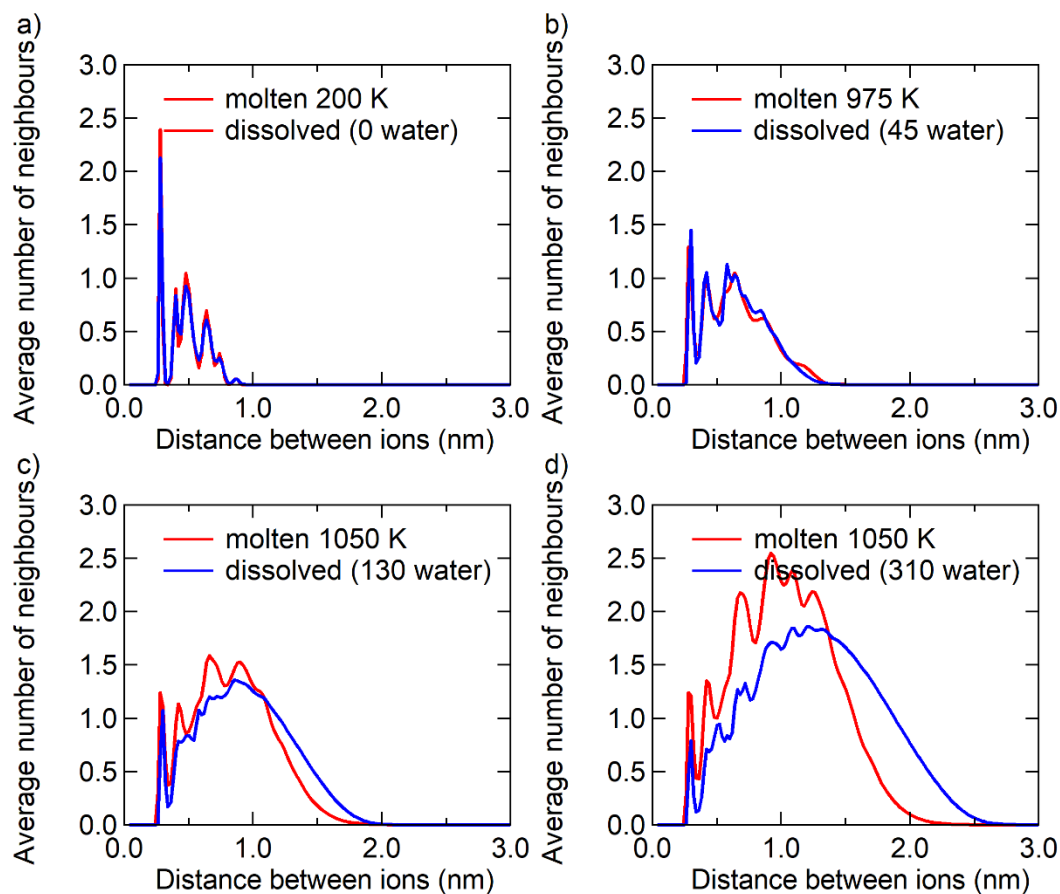 a)
Average number of neighbours
3.0
2.5
2.0
1.5
1.0
0.5
0.0
molten 200 K
dissolved (0 water)
0.0 1.0 2.0 3.0
Distance between ions (nm)
b)
Average number of neighbours
3.0
2.5
2.0
1.5
1.0
0.5
0.0
molten 975 K
dissolved (45 water)
0.0 1.0 2.0 3.0
Distance between ions (nm)
c)
Average number of neighbours
3.0
2.5
2.0
1.5
1.0
0.5
0.0
molten 1050 K
dissolved (130 water)
0.0 1.0 2.0 3.0
Distance between ions (nm)
d)
Average number of neighbours
3.0
2.5
2.0
1.5
1.0
0.5
0.0
molten 1050 K
dissolved (310 water)
0.0 1.0 2.0 3.0
Distance between ions (nm)